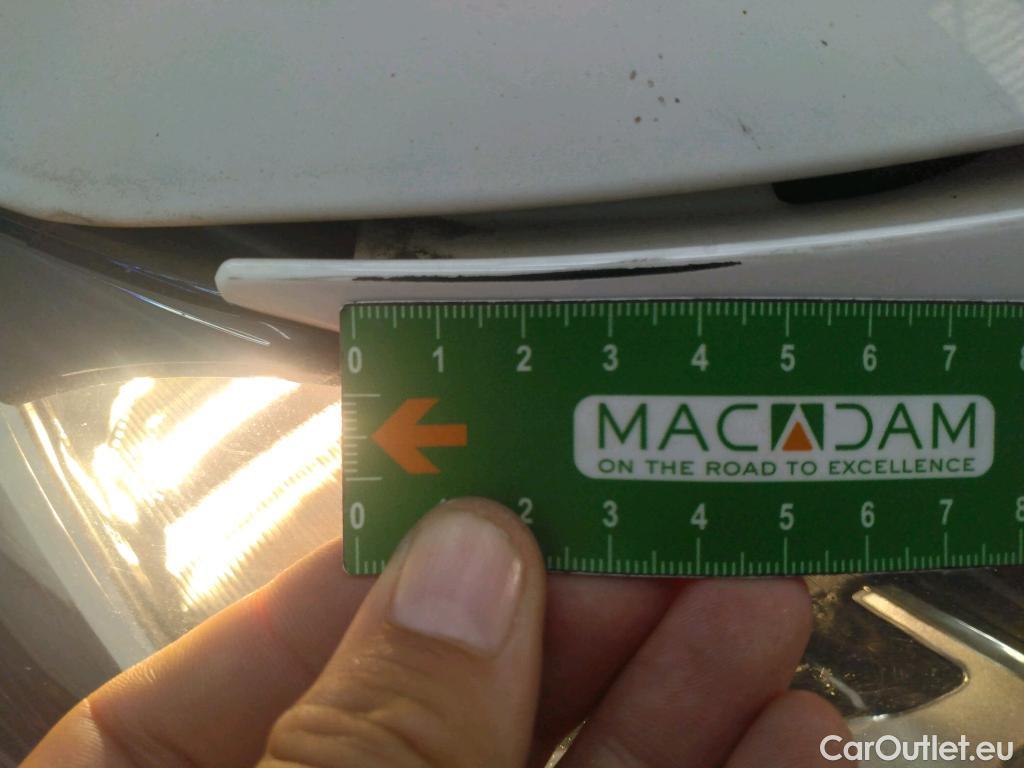 0 1 2 3 4 5 6 7 8
MACADAM
ON THE ROAD TO EXCELLENCE
0 1 2 3 4 5 6 7 8
CarOutlet.eu